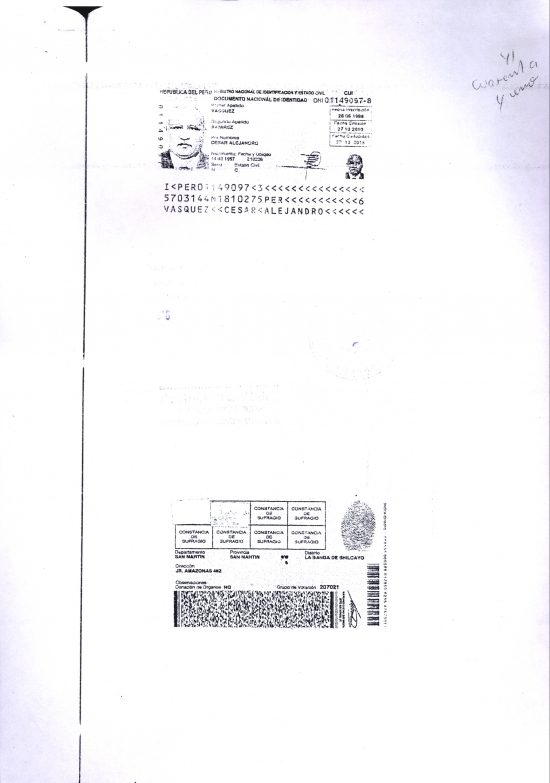 41
cuarenta
y uno
REPUBLICA DEL PERU REGISTRO NACIONAL DE IDENTIFICACION Y ESTADO CIVIL CUI
DOCUMENTO NACIONAL DE IDENTIDAD DNI 01149097-8
Primer Apellido
VASQUEZ
Segundo Apellido
RAMIREZ
Pre Nombres
CESAR ALEJANDRO
Nacimiento: Fecha y Ubigeo
14 03 1957 210206
Sexo Estado Civil
M C
Fecha Inscripción
Fecha Emisión
27 10 2010
Fecha Caducidad
27 10 2018
I<PER01149097<3<<<<<<<<<<<<<<<
5703144M1810275PER<<<<<<<<<<<6
VASQUEZ<<CESAR<ALEJANDRO<<<<<<
CONSTANCIA DE SUFRAGIO
CONSTANCIA DE SUFRAGIO
CONSTANCIA DE SUFRAGIO
CONSTANCIA DE SUFRAGIO
CONSTANCIA DE SUFRAGIO
CONSTANCIA DE SUFRAGIO
Departamento Provincia Distrito
SAN MARTIN SAN MARTIN LA BANDA DE SHILCAYO
Dirección
JR. AMAZONAS 462
Observaciones
Donación de Organos NO Grupo de Votación 207021